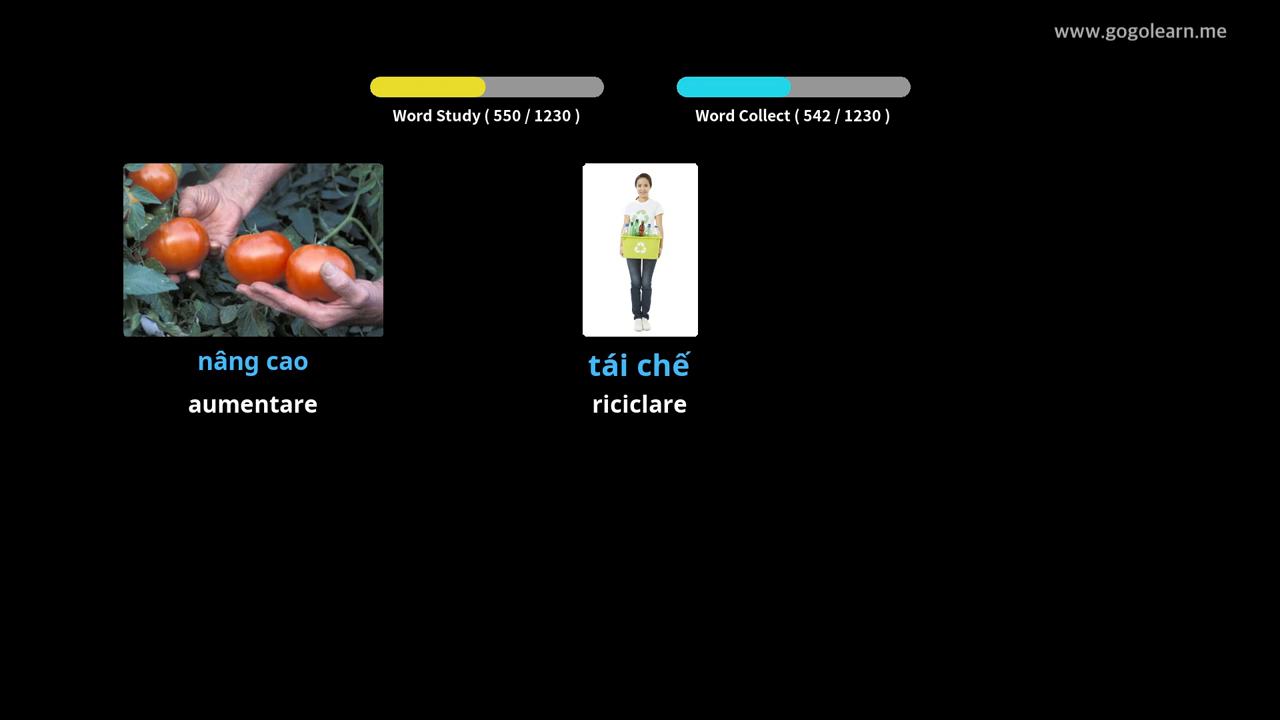 www.gogolearn.me
Word Study ( 550 / 1230 )
Word Collect ( 542 / 1230 )
nâng cao
tái chế
aumentare
riciclare